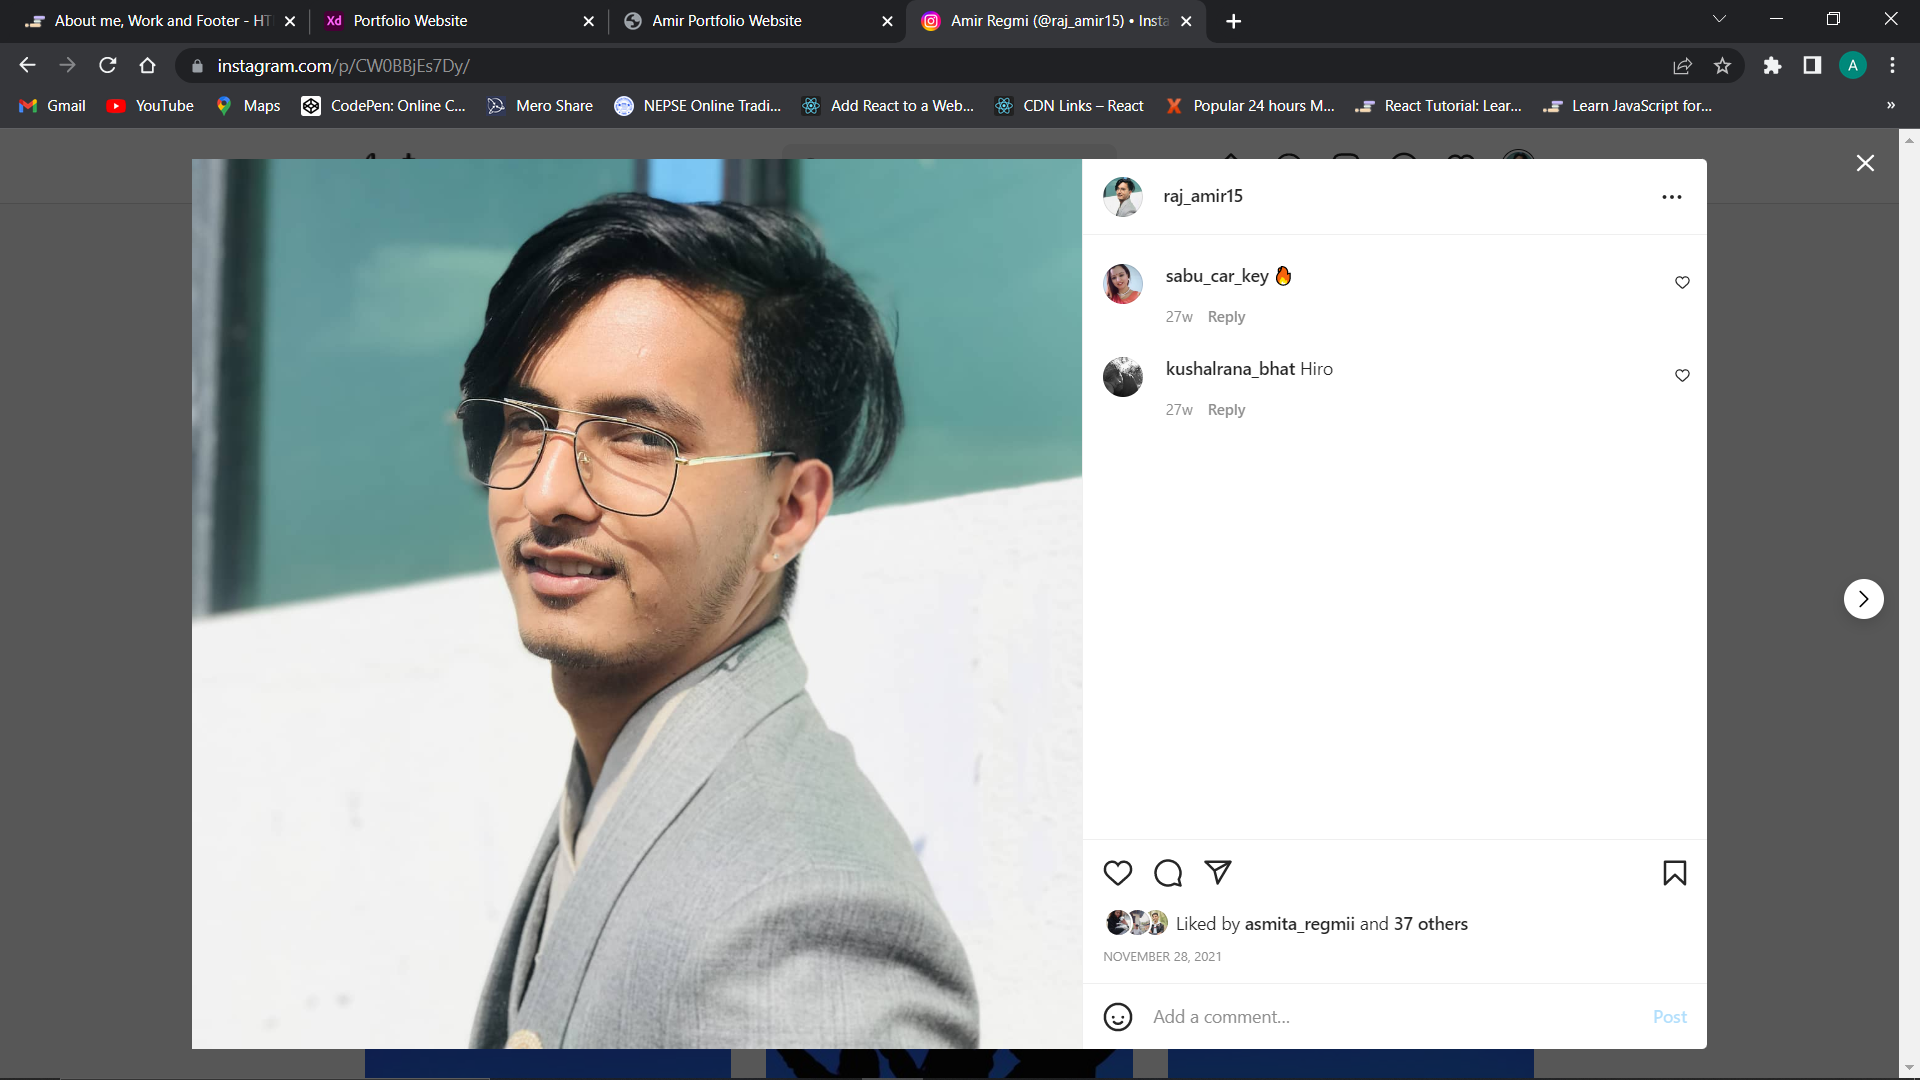 About me, Work and Footer - HT
Portfolio Website
Amir Portfolio Website
Amir Regmi (@raj_amir15) • Insta
instagram.com/p/CW0BBjEs7Dy/
A
Gmail
YouTube
Maps
CodePen: Online C...
Mero Share
NEPSE Online Tradi...
Add React to a Web...
CDN Links – React
Popular 24 hours M...
React Tutorial: Lear...
Learn JavaScript for...
»
raj_amir15
sabu_car_key 🔥
27w Reply
kushalrana_bhat Hiro
27w Reply
Liked by asmita_regmii and 37 others
NOVEMBER 28, 2021
Add a comment...
Post